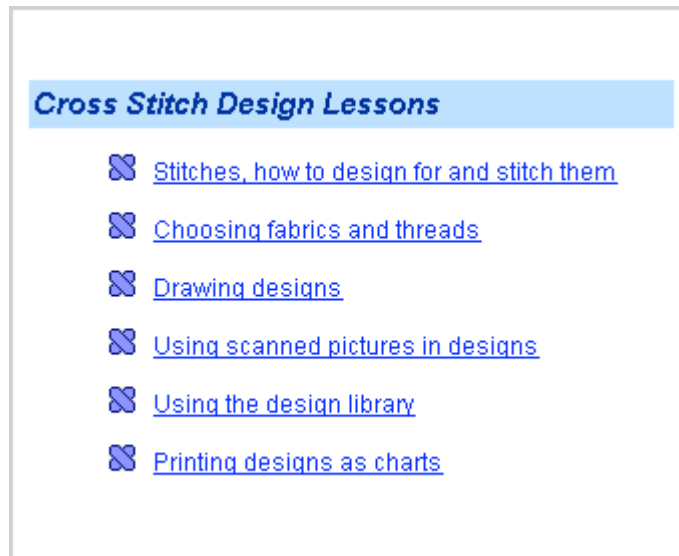 Cross Stitch Design Lessons
Stitches, how to design for and stitch them
Choosing fabrics and threads
Drawing designs
Using scanned pictures in designs
Using the design library
Printing designs as charts